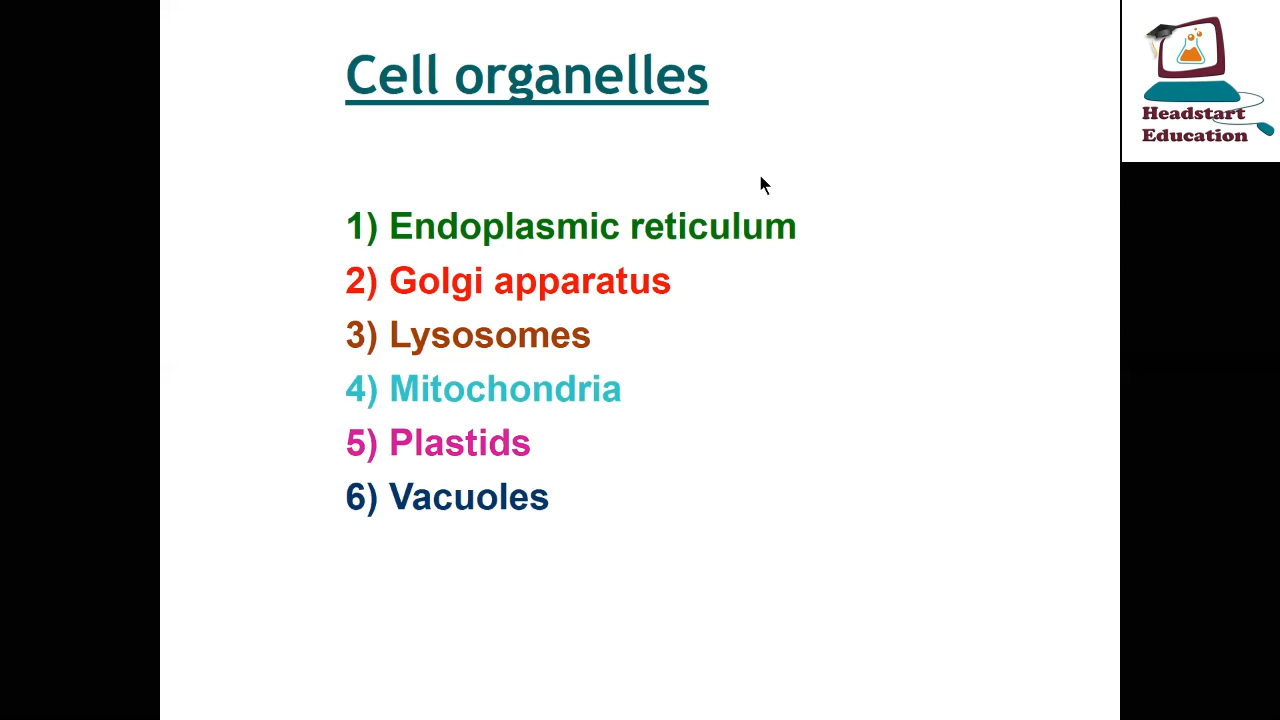 Cell organelles
Headstart
Education
1) Endoplasmic reticulum
2) Golgi apparatus
3) Lysosomes
4) Mitochondria
5) Plastids
6) Vacuoles